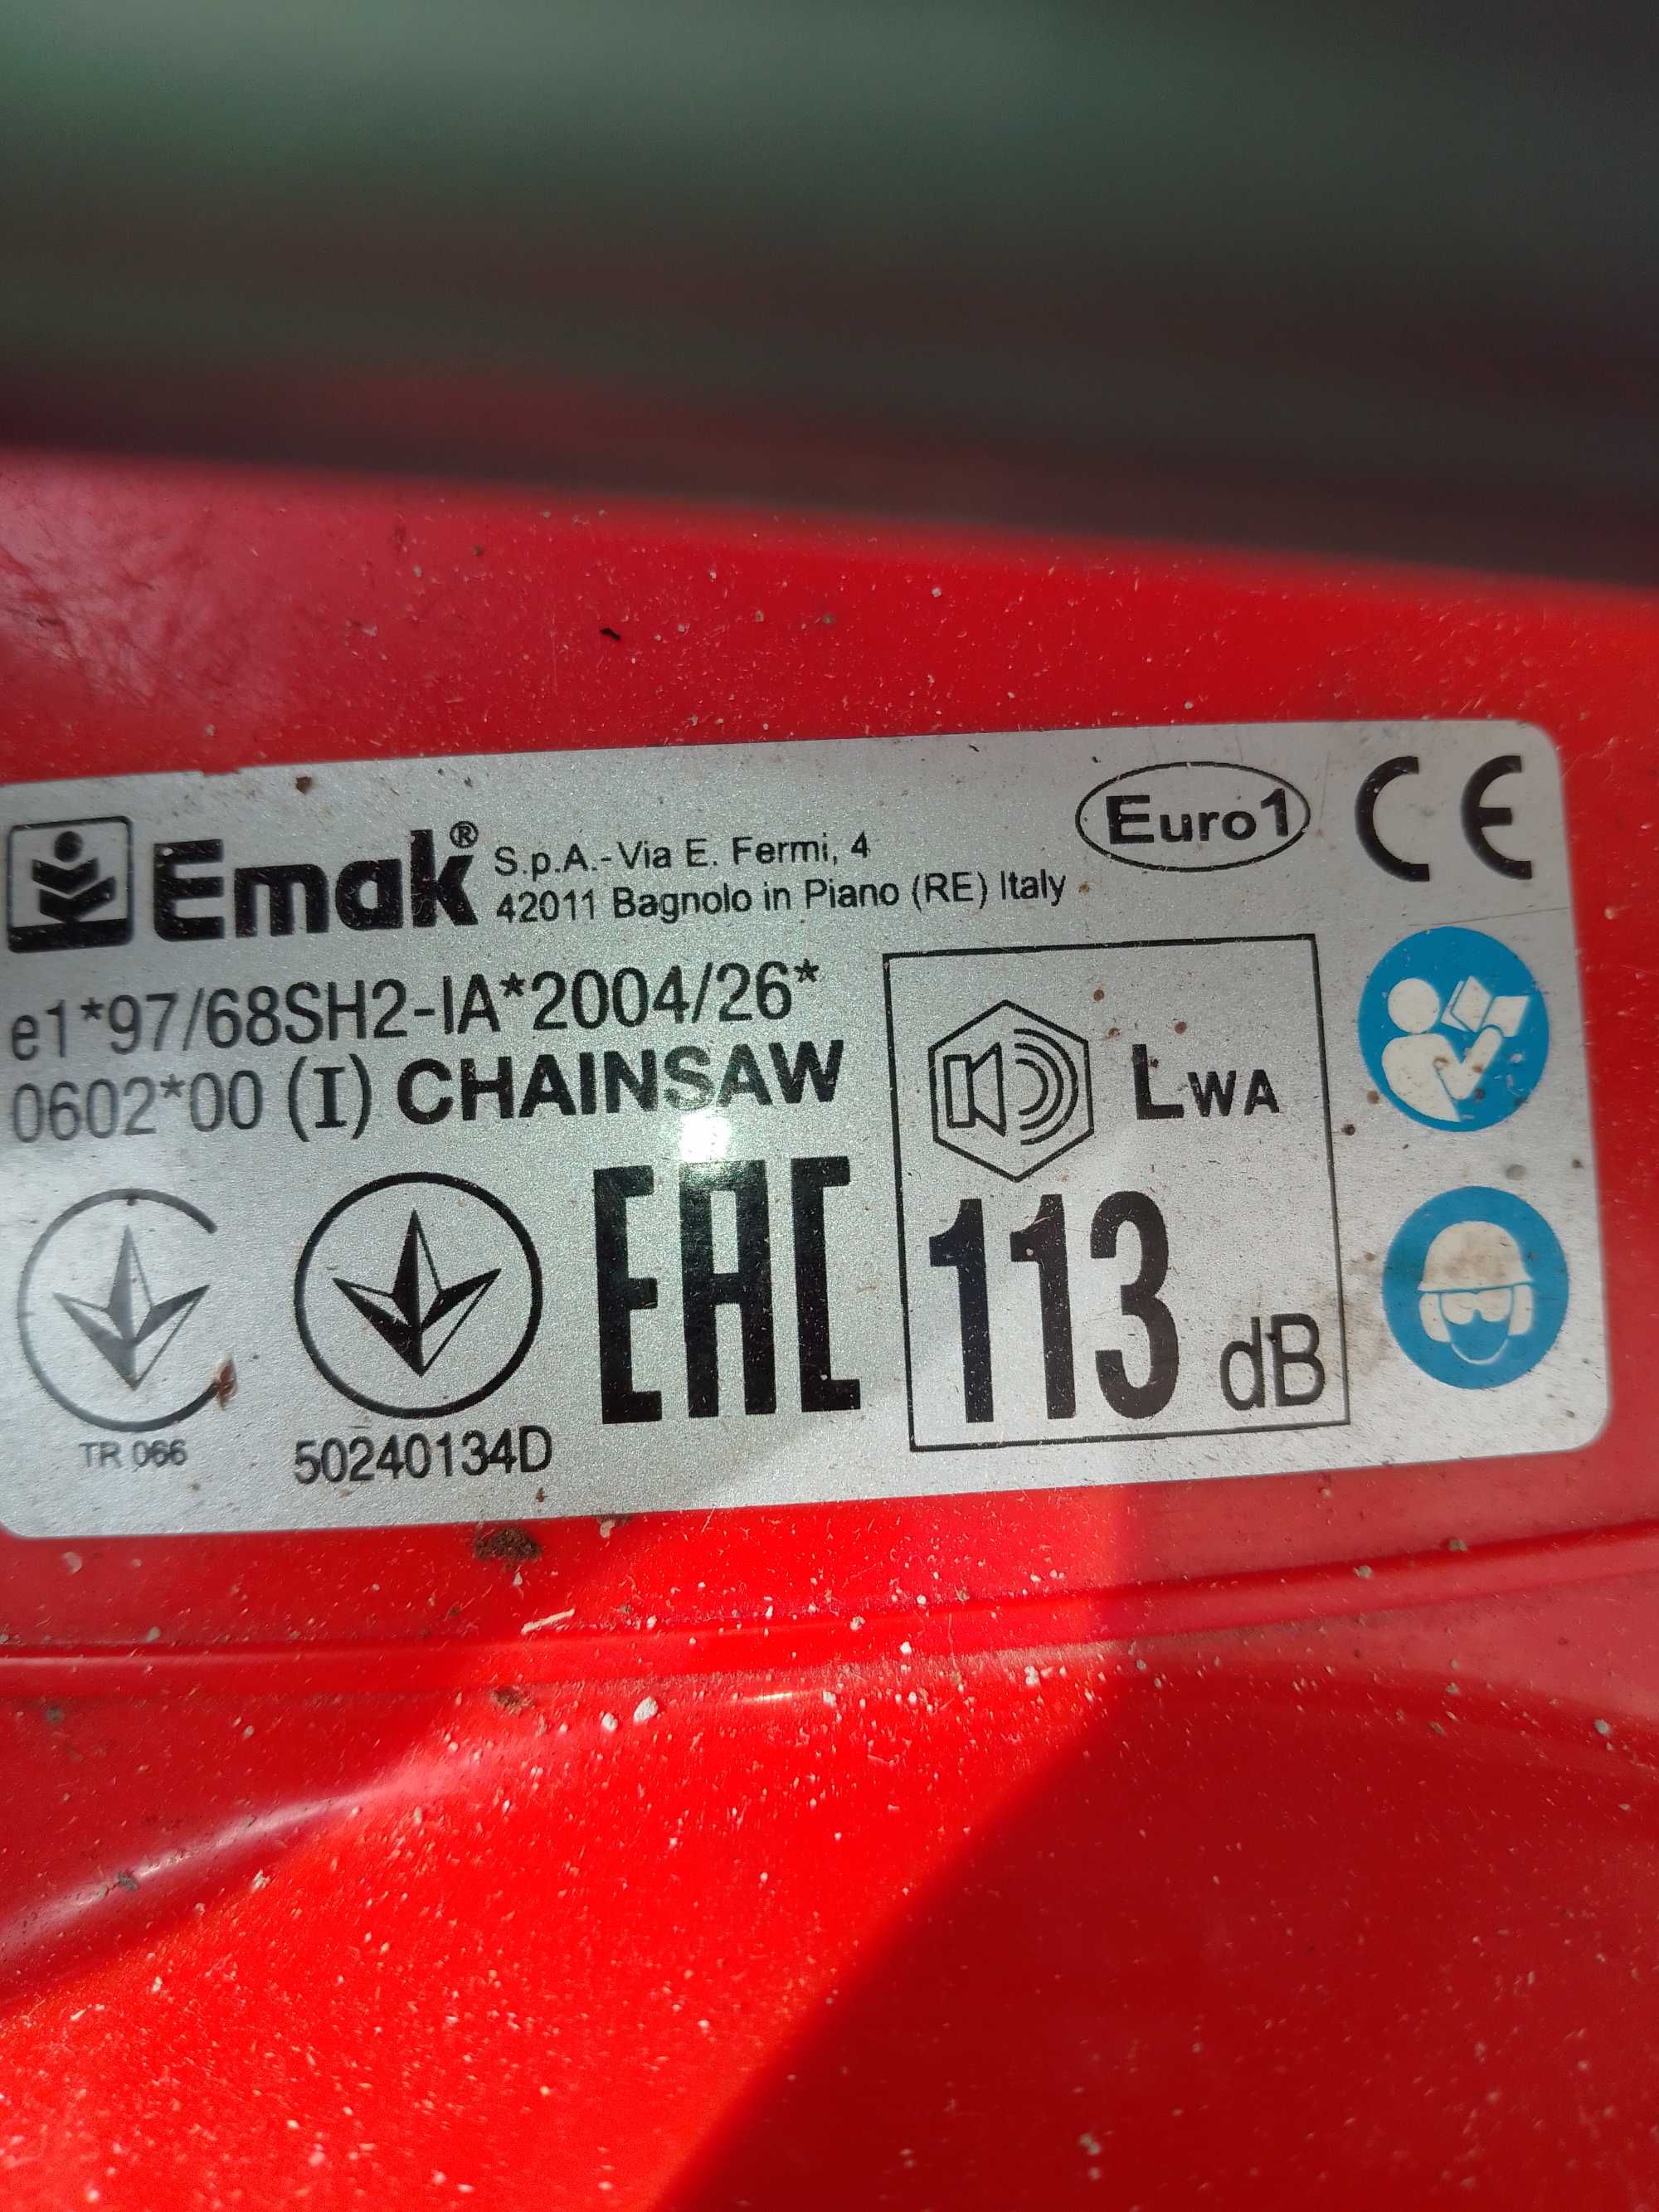 Emak® S.p.A.-Via E. Fermi, 4
42011 Bagnolo in Piano (RE) Italy
Euro1
CE
e1*97/68SH2-IA*2004/26*
0602*00 (I) CHAINSAW
LWA
113 dB
EAC
TR 066
50240134D